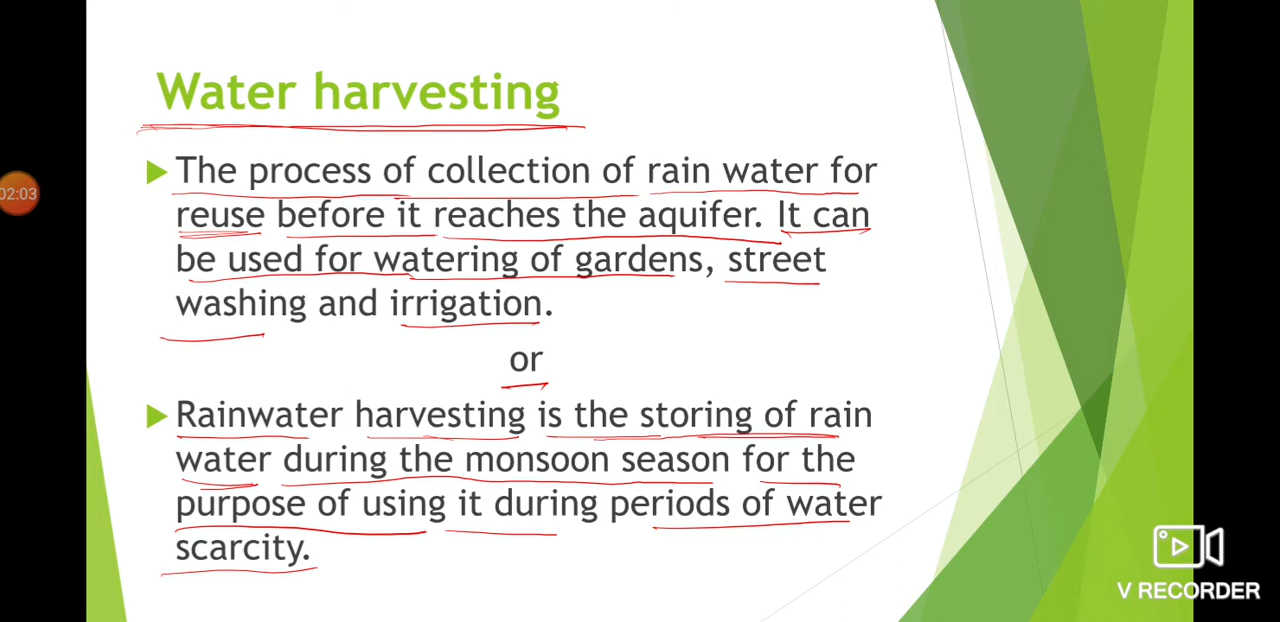 Water harvesting
The process of collection of rain water for
reuse before it reaches the aquifer. It can
be used for watering of gardens, street
washing and irrigation.
or
Rainwater harvesting is the storing of rain
water during the monsoon season for the
purpose of using it during periods of water
scarcity.
02:03
V RECORDER